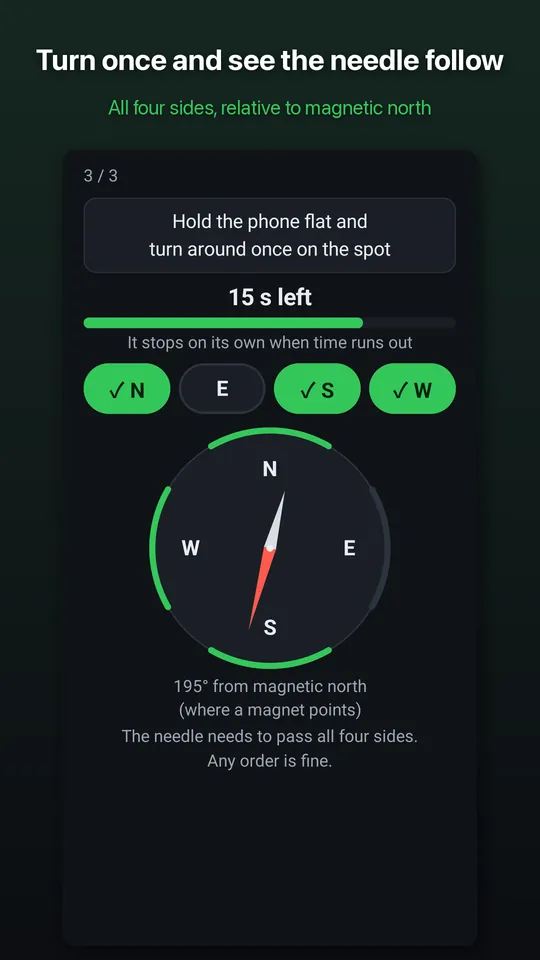 Turn once and see the needle follow
All four sides, relative to magnetic north
3 / 3
Hold the phone flat and
turn around once on the spot
15 s left
It stops on its own when time runs out
✓ N E ✓ S ✓ W
N
W E
S
195° from magnetic north
(where a magnet points)
The needle needs to pass all four sides.
Any order is fine.